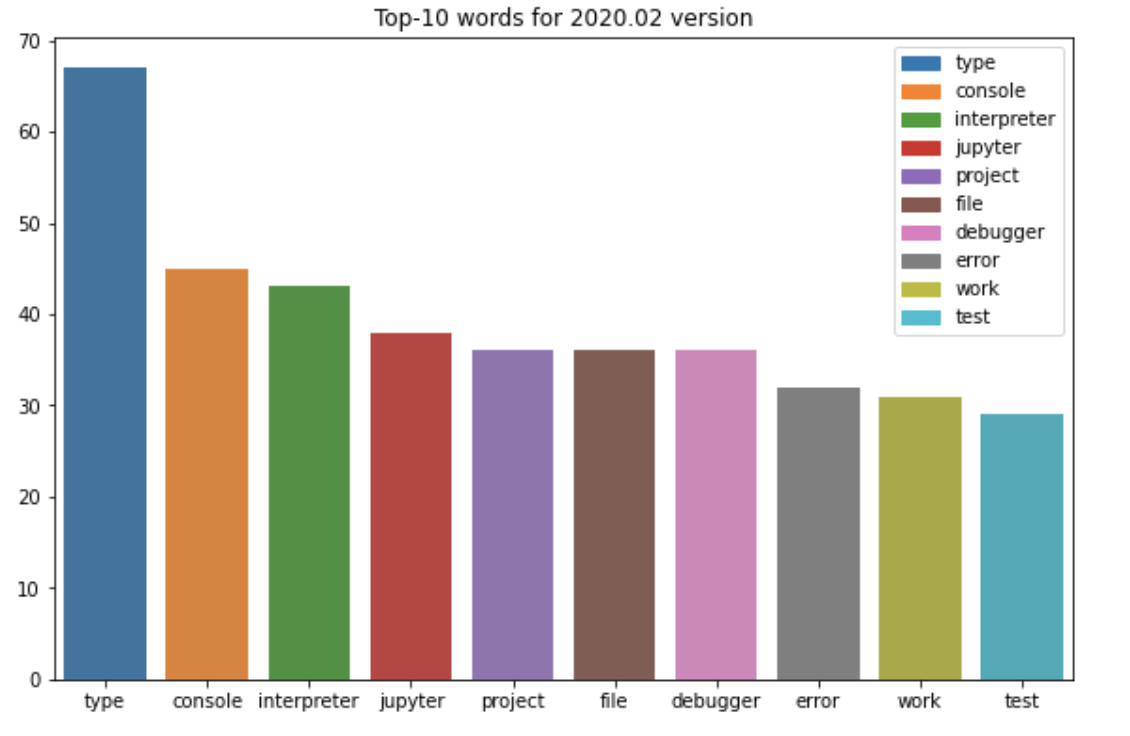 Top-10 words for 2020.02 version
70
60
50
40
30
20
10
0
type
console
interpreter
jupyter
project
file
debugger
error
work
test
type console interpreter jupyter project file debugger error work test